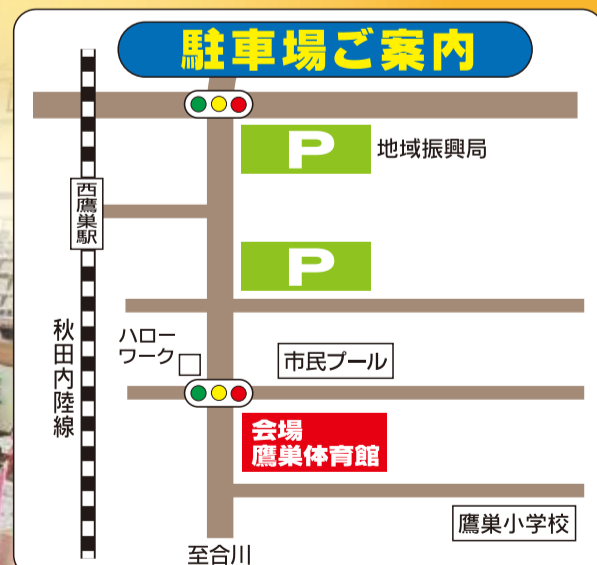 駐車場ご案内
P
地域振興局
西鷹巣駅
P
秋田内陸線
ハロー
ワーク
市民プール
会場
鷹巣体育館
鷹巣小学校
至合川